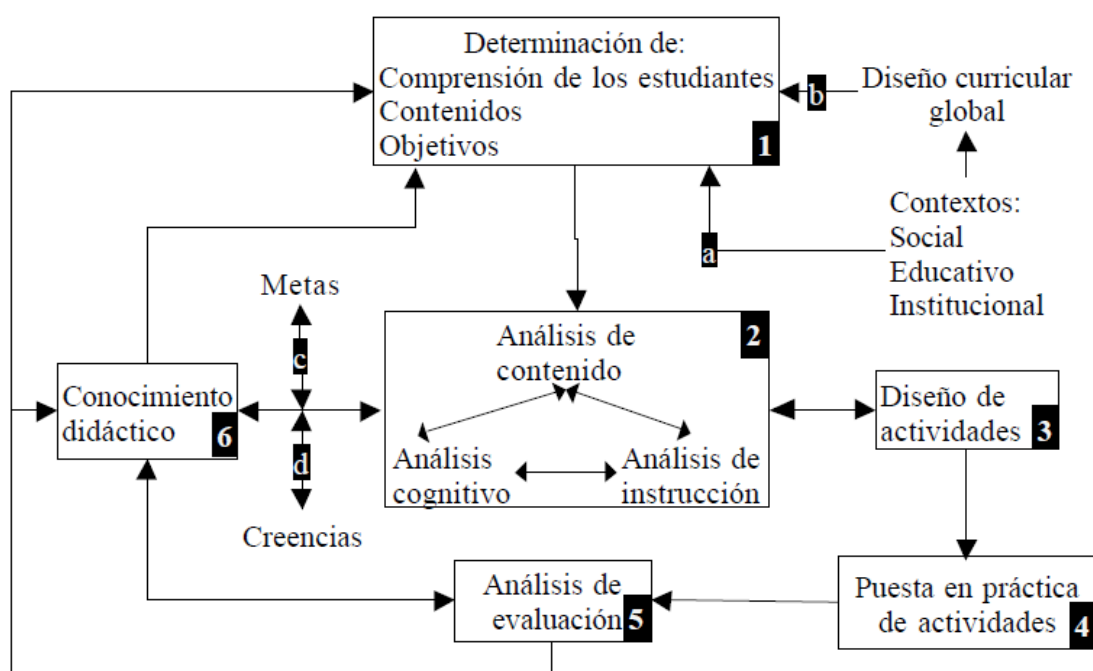 Determinación de:
Comprensión de los estudiantes
Contenidos
Objetivos
1
b
Diseño curricular
global
a
Contextos:
Social
Educativo
Institucional
Metas
c
d
Creencias
Análisis de
contenido
2
Análisis
cognitivo
Análisis de
instrucción
Diseño de
actividades
3
Conocimiento
didáctico
6
Análisis de
evaluación
5
Puesta en práctica
de actividades
4